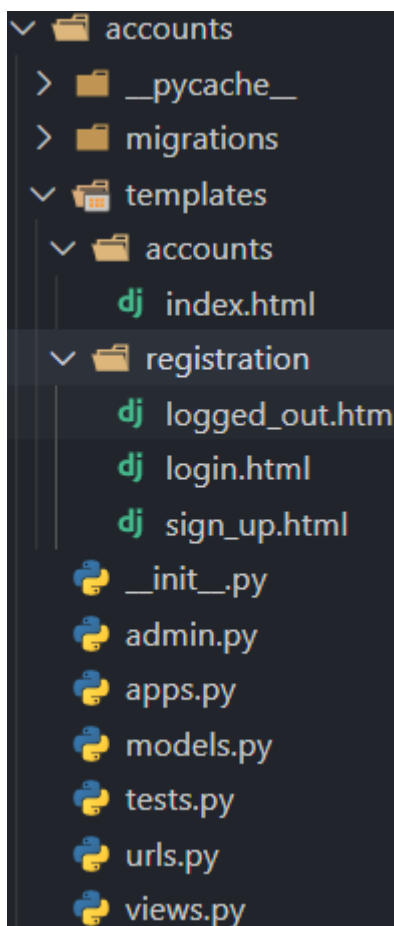 accounts
__pycache__
migrations
templates
accounts
dj index.html
registration
dj logged_out.htm
dj login.html
dj sign_up.html
__init__.py
admin.py
apps.py
models.py
tests.py
urls.py
views.py